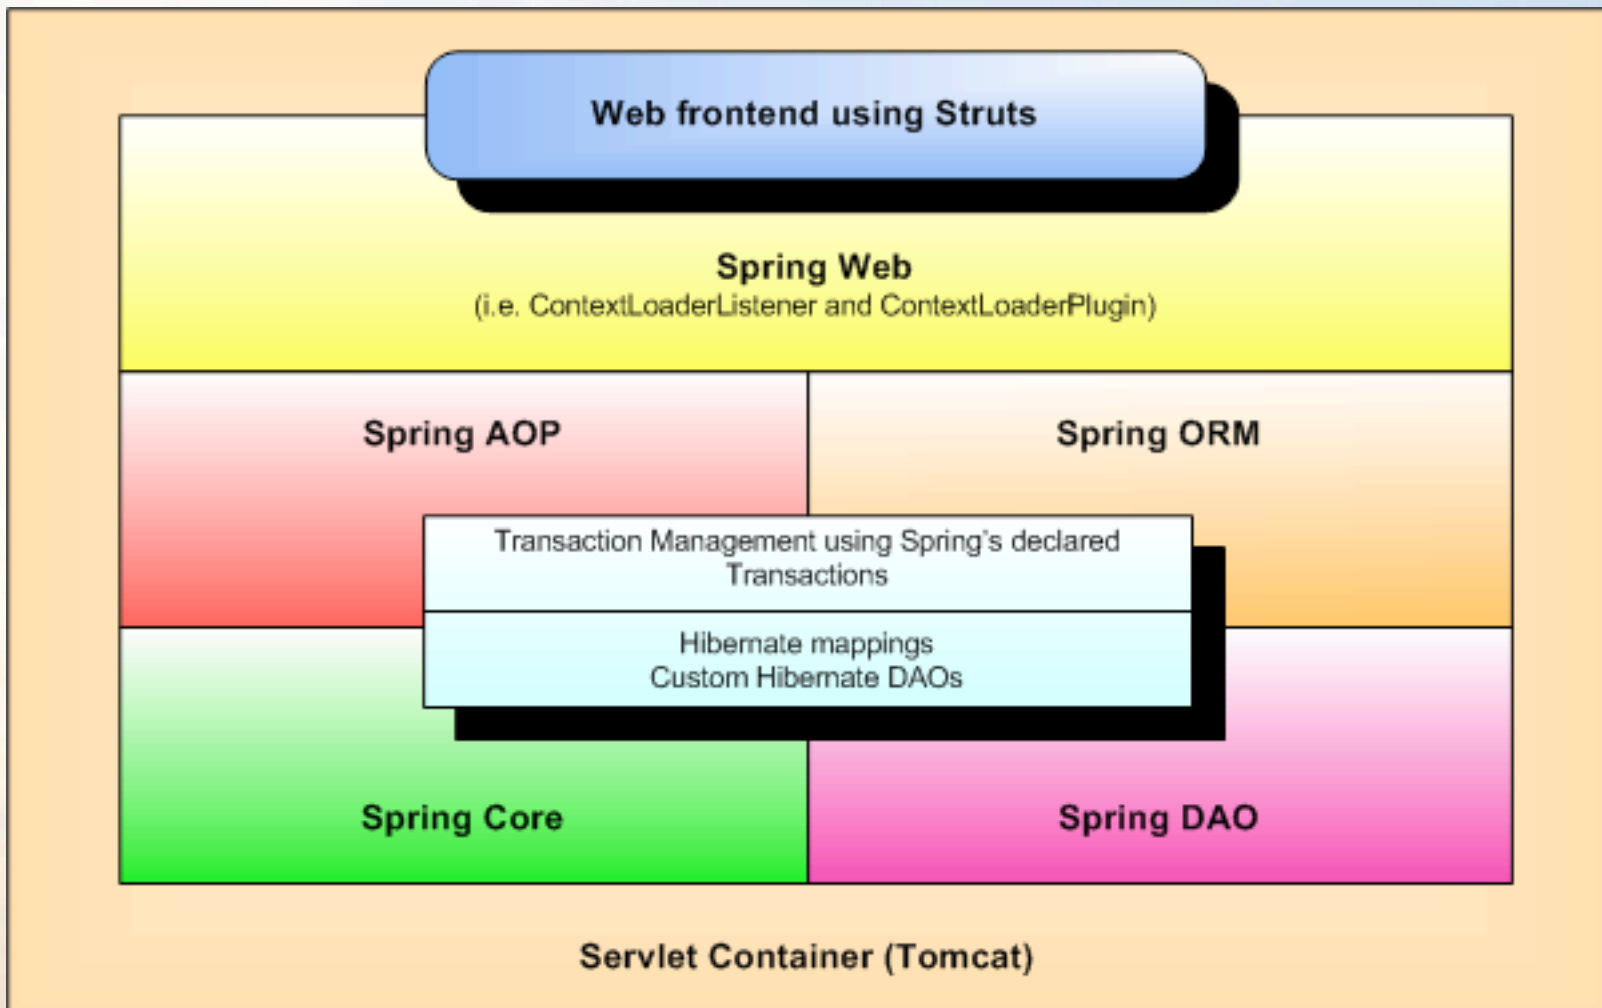 Web frontend using Struts
Spring Web
(i.e. ContextLoaderListener and ContextLoaderPlugin)
Spring AOP
Spring ORM
Transaction Management using Spring's declared
Transactions
Hibernate mappings
Custom Hibernate DAOs
Spring Core
Spring DAO
Servlet Container (Tomcat)